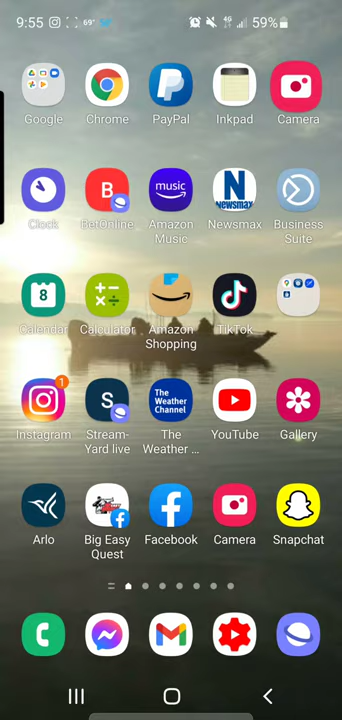 9:55 69° 4G 59%
Google Chrome PayPal Inkpad Camera
B music N Newsmax
Clock BetOnline Amazon Music Newsmax Business Suite
8
Calendar Calculator Amazon Shopping TikTok
1
S The Weather Channel
Instagram Stream-Yard live The Weather ... YouTube Gallery
Arlo Big Easy Quest Facebook Camera Snapchat